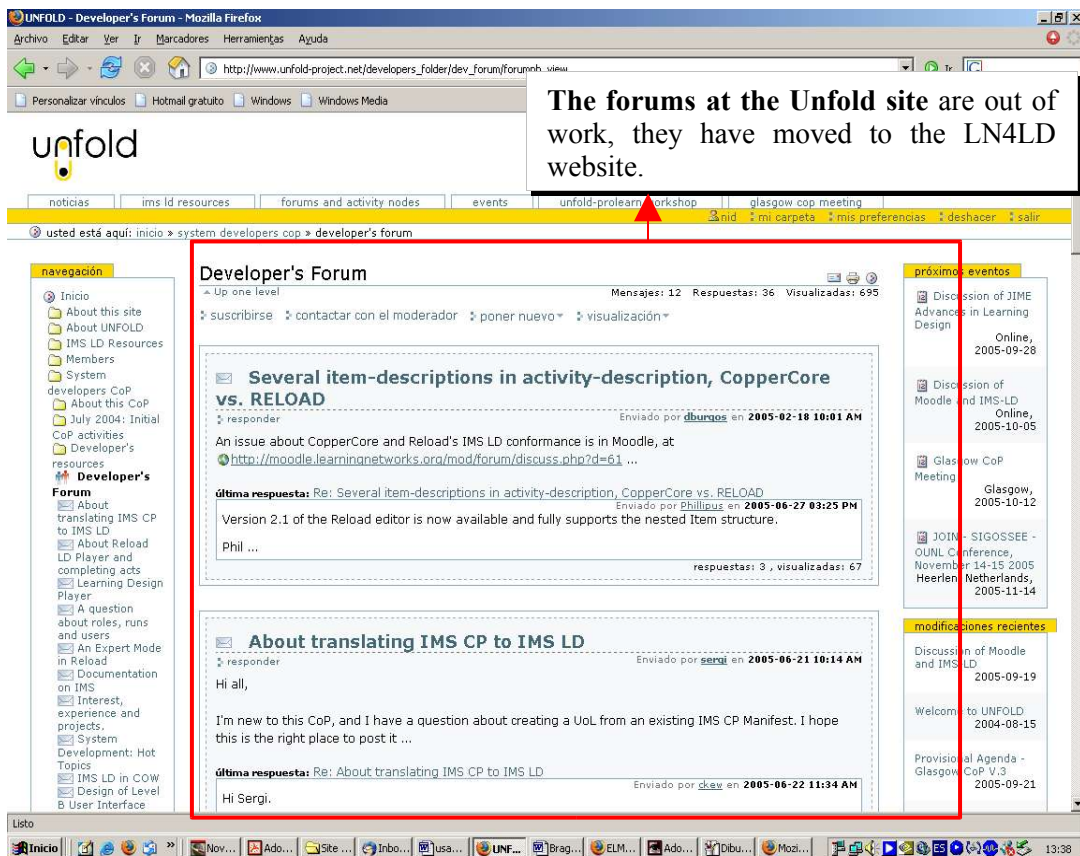 UNFOLD - Developer's Forum - Mozilla Firefox
Archivo Editar Ver Ir Marcadores Herramientas Ayuda
http://www.unfold-project.net/developers_folder/dev_forum/forumpb_view
Ir
Personalizar vínculos Hotmail gratuito Windows Windows Media
The forums at the Unfold site are out of
work, they have moved to the LN4LD
website.
unfold
noticias ims ld resources forums and activity nodes events unfold-prolearn workshop glasgow cop meeting
nid mi carpeta mis preferencias deshacer salir
usted está aquí: inicio » system developers cop » developer's forum
navegación
Inicio
About this site
About UNFOLD
IMS LD Resources
Members
System
developers CoP
About this CoP
July 2004: Initial
CoP activities
Developer's
resources
Developer's
Forum
About
translating IMS CP
to IMS LD
About Reload
LD Player and
completing acts
Learning Design
Player
A question
about roles, runs
and users
An Expert Mode
in Reload
Documentation
on IMS
Interest,
experience and
projects.
System
Development: Hot
Topics
IMS LD in COW
Design of Level
B User Interface
Developer's Forum
Up one level
Mensajes: 12 Respuestas: 36 Visualizadas: 695
suscribirse contactar con el moderador poner nuevo visualización
Several item-descriptions in activity-description, CopperCore
vs. RELOAD
responder
Enviado por dburgos en 2005-02-18 10:01 AM
An issue about CopperCore and Reload's IMS LD conformance is in Moodle, at
http://moodle.learningnetworks.org/mod/forum/discuss.php?d=61 ...
última respuesta: Re: Several item-descriptions in activity-description, CopperCore vs. RELOAD
Enviado por Phillipus en 2005-06-27 03:25 PM
Version 2.1 of the Reload editor is now available and fully supports the nested Item structure.
Phil ...
respuestas: 3 , visualizadas: 67
About translating IMS CP to IMS LD
responder
Enviado por sergi en 2005-06-21 10:14 AM
Hi all,
I'm new to this CoP, and I have a question about creating a UoL from an existing IMS CP Manifest. I hope
this is the right place to post it ...
última respuesta: Re: About translating IMS CP to IMS LD
Enviado por ckew en 2005-06-22 11:34 AM
Hi Sergi.
próximos eventos
Discussion of JIME
Advances in Learning
Design
Online,
2005-09-28
Discussion of
Moodle and IMS-LD
Online,
2005-10-05
Glasgow CoP
Meeting
Glasgow,
2005-10-12
JOIN - SIGOSSEE -
OUNL Conference,
November 14-15 2005
Heerlen, Netherlands,
2005-11-14
modificaciones recientes
Discussion of Moodle
and IMS-LD
2005-09-19
Welcome to UNFOLD
2004-08-15
Provisional Agenda -
Glasgow CoP V.3
2005-09-21
Listo
Inicio » Nov... Ado... Site ... Inbo... usa... UNF... Brag... ELM... Ado... Dibu... Mozi... ES 13:38